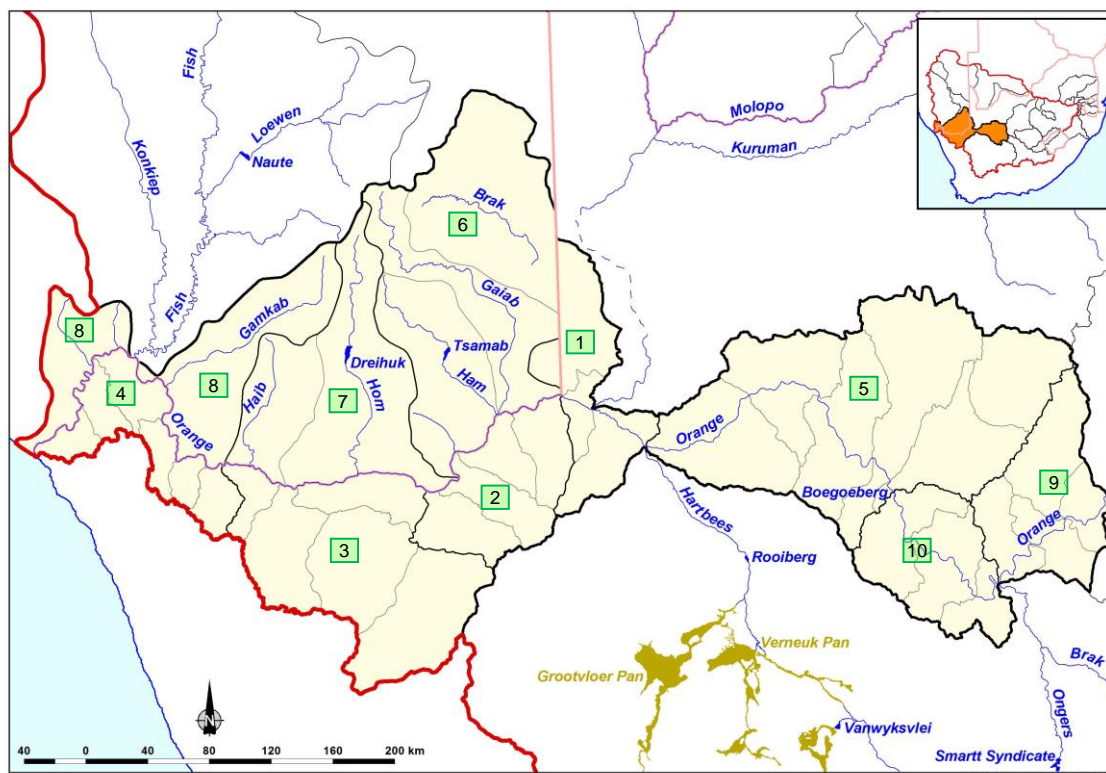 Fish
Loewen
Naute
Konkiep
Fish
Molopo
Kuruman
Brak
6
Gaiab
Gamkab
8
1
Tsamab
Dreihuk
Ham
8
Haib
7
Hom
4
Orange
5
Orange
2
Boegoeberg
9
Hartbees
Orange
3
10
Rooiberg
Verneuk Pan
Grootvloer Pan
Brak
Ongers
Vanwyksvlei
Smartt Syndicate
N
40 0 40 80 120 160 200 km